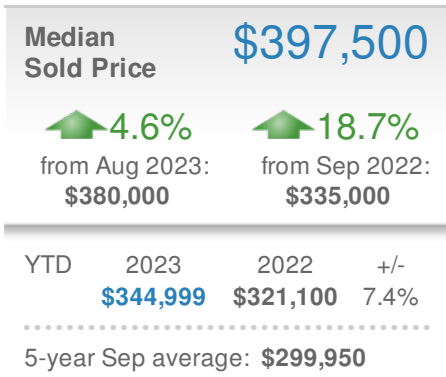 Median
Sold Price
$397,500
4.6%
from Aug 2023:
$380,000
18.7%
from Sep 2022:
$335,000
YTD 2023 2022 +/-
$344,999 $321,100 7.4%
5-year Sep average: $299,950